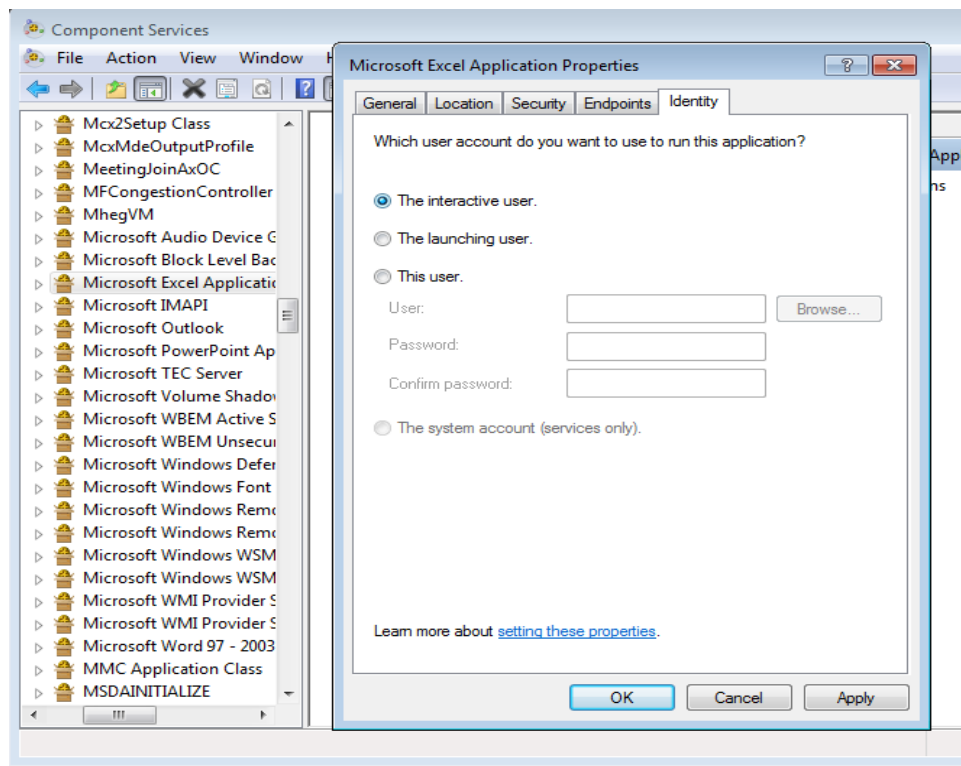 Component Services
File Action View Window H
Microsoft Excel Application Properties
General Location Security Endpoints Identity
Which user account do you want to use to run this application?
The interactive user.
The launching user.
This user.
User:
Browse...
Password:
Confirm password:
The system account (services only).
Learn more about setting these properties.
OK Cancel Apply
Mcx2Setup Class
McxMdeOutputProfile
MeetingJoinAxOC
MFCongestionController
MhegVM
Microsoft Audio Device G
Microsoft Block Level Bac
Microsoft Excel Applicatio
Microsoft IMAPI
Microsoft Outlook
Microsoft PowerPoint Ap
Microsoft TEC Server
Microsoft Volume Shadow
Microsoft WBEM Active S
Microsoft WBEM Unsecur
Microsoft Windows Defen
Microsoft Windows Font
Microsoft Windows Remo
Microsoft Windows Remo
Microsoft Windows WSM
Microsoft Windows WSM
Microsoft WMI Provider S
Microsoft WMI Provider S
Microsoft Word 97 - 2003
MMC Application Class
MSDAINITIALIZE
App
ns